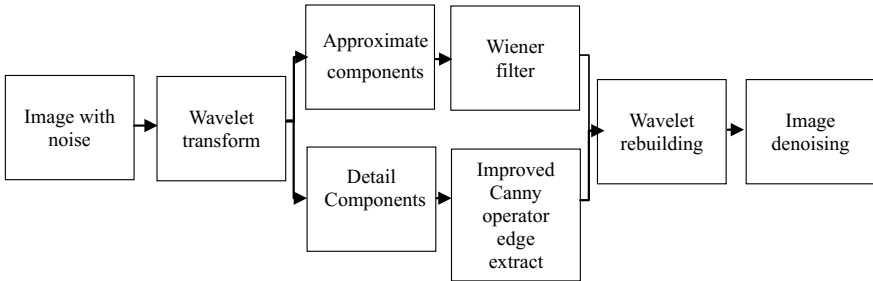 Image with
noise
Wavelet
transform
Approximate
components
Wiener
filter
Detail
Components
Improved
Canny
operator
edge
extract
Wavelet
rebuilding
Image
denoising